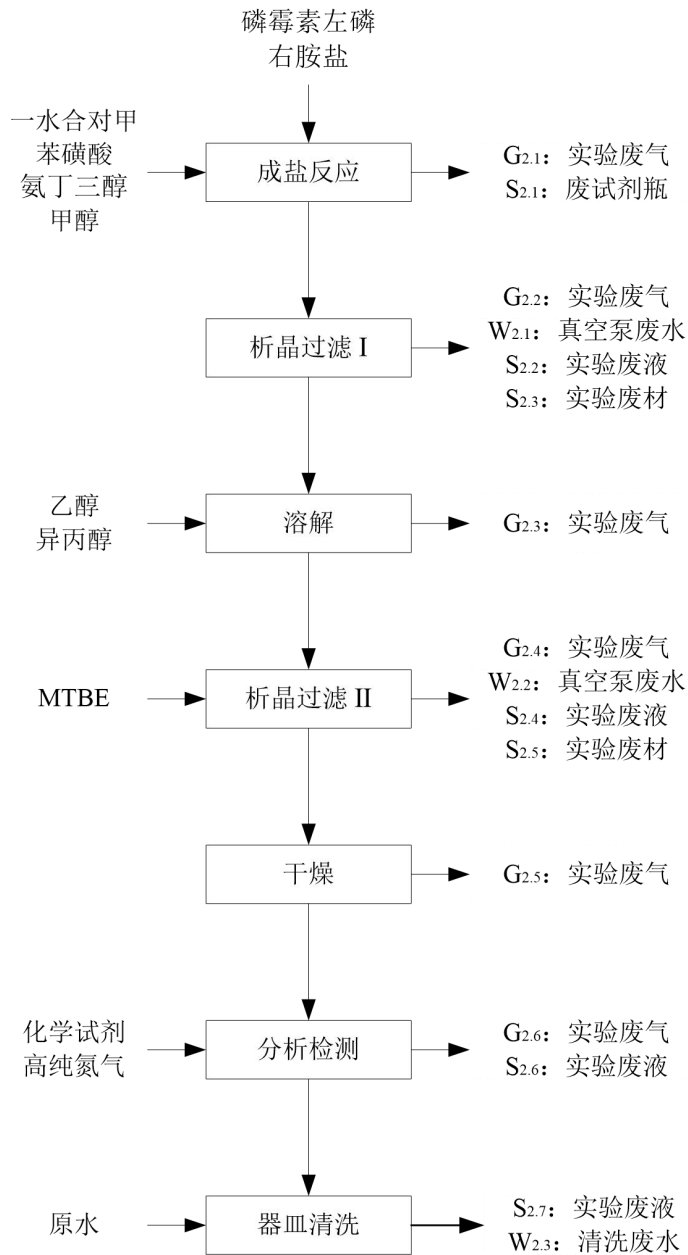 磷霉素左磷
右胺盐
一水合对甲
苯磺酸
氨丁三醇
甲醇
成盐反应
G2.1：实验废气
S2.1：废试剂瓶
析晶过滤 I
G2.2：实验废气
W2.1：真空泵废水
S2.2：实验废液
S2.3：实验废材
乙醇
异丙醇
溶解
G2.3：实验废气
MTBE
析晶过滤 II
G2.4：实验废气
W2.2：真空泵废水
S2.4：实验废液
S2.5：实验废材
干燥
G2.5：实验废气
化学试剂
高纯氮气
分析检测
G2.6：实验废气
S2.6：实验废液
原水
器皿清洗
S2.7：实验废液
W2.3：清洗废水